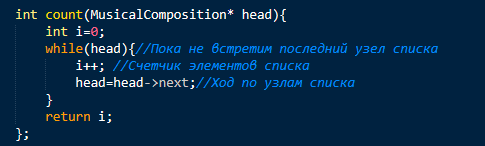 int count(MusicalComposition* head){
    int i=0;
    while(head){//Пока не встретим последний узел списка
        i++; //Счетчик элементов списка
        head=head->next;//Ход по узлам списка
    }
    return i;
};